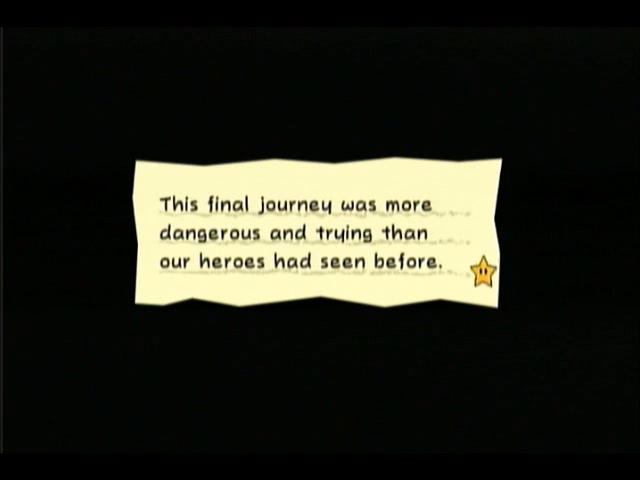 This final journey was more
dangerous and trying than
our heroes had seen before.